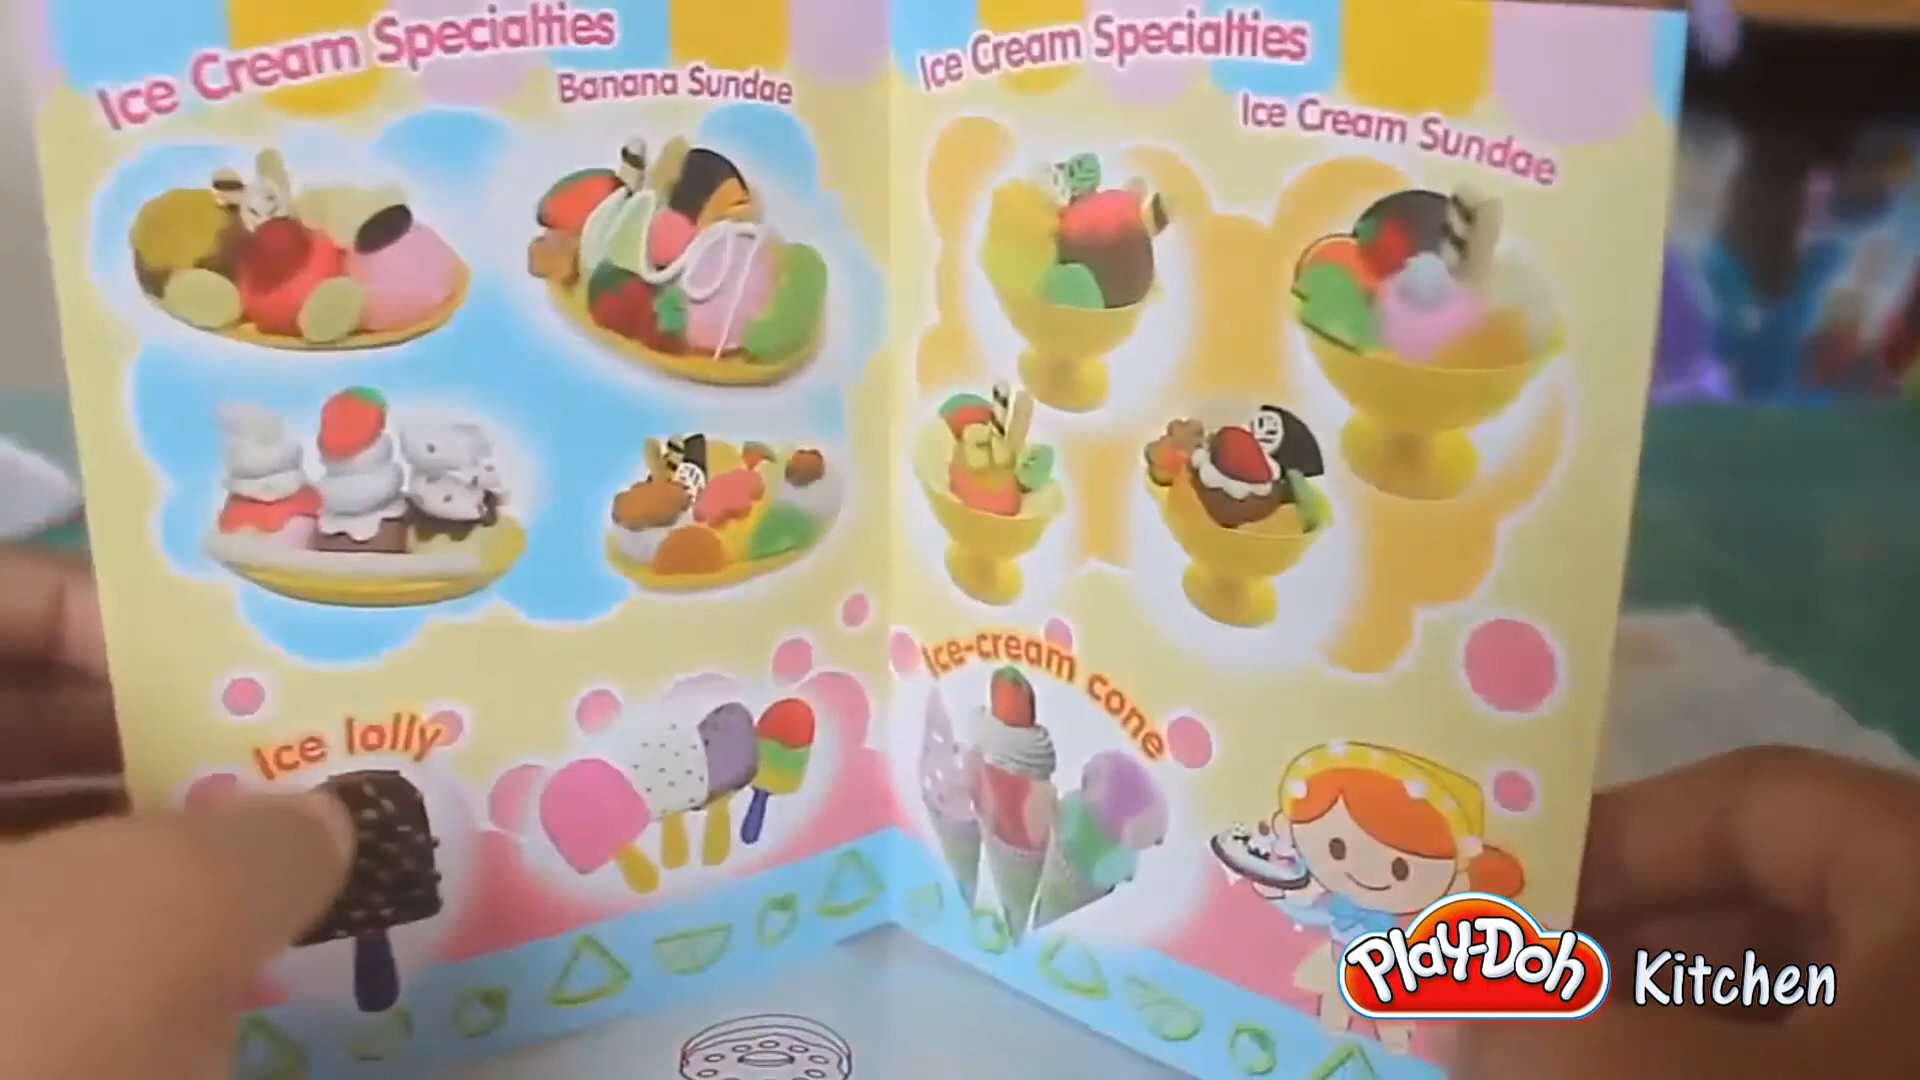 Ice Cream Specialties
Banana Sundae
Ice lolly
Ice Cream Specialties
Ice Cream Sundae
Ice-cream cone
Play-Doh Kitchen